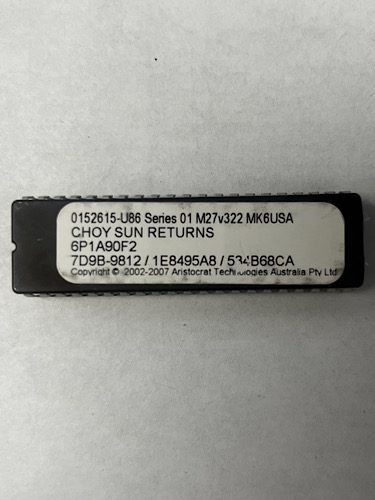 0152615-U86 Series 01 M27v322 MK6USA
CHOY SUN RETURNS
6P1A90F2
7D9B-9812 / 1E8495A8 / 534B68CA
Copyright © 2002-2007 Aristocrat Technologies Australia Pty Ltd